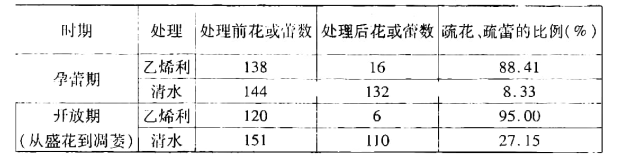 时期 处理 处理前花或蕾数 处理后花或蕾数 疏花、疏蕾的比例(%)
孕蕾期 乙烯利 138 16 88.41
清水 144 132 8.33
开放期 乙烯利 120 6 95.00
(从盛花到凋萎) 清水 151 110 27.15